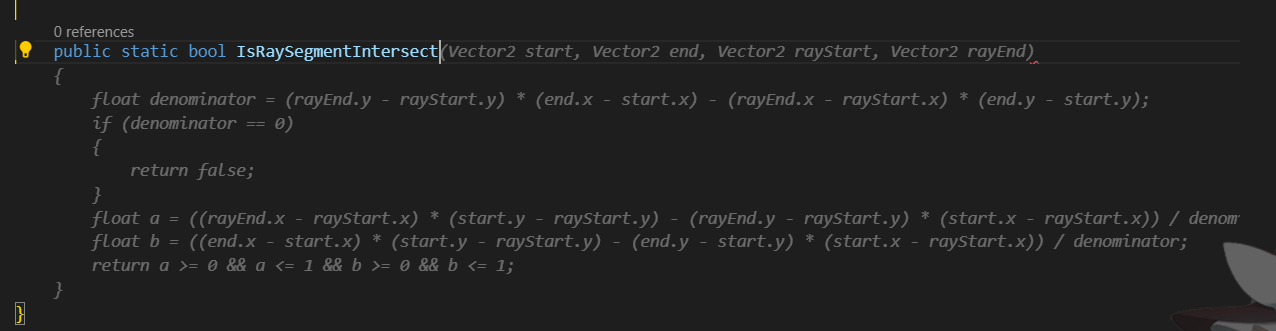 0 references
public static bool IsRaySegmentIntersect(Vector2 start, Vector2 end, Vector2 rayStart, Vector2 rayEnd)
{
float denominator = (rayEnd.y - rayStart.y) * (end.x - start.x) - (rayEnd.x - rayStart.x) * (end.y - start.y);
if (denominator == 0)
{
return false;
}
float a = ((rayEnd.x - rayStart.x) * (start.y - rayStart.y) - (rayEnd.y - rayStart.y) * (start.x - rayStart.x)) / denom
float b = ((end.x - start.x) * (start.y - rayStart.y) - (end.y - start.y) * (start.x - rayStart.x)) / denominator;
return a >= 0 && a <= 1 && b >= 0 && b <= 1;
}
}